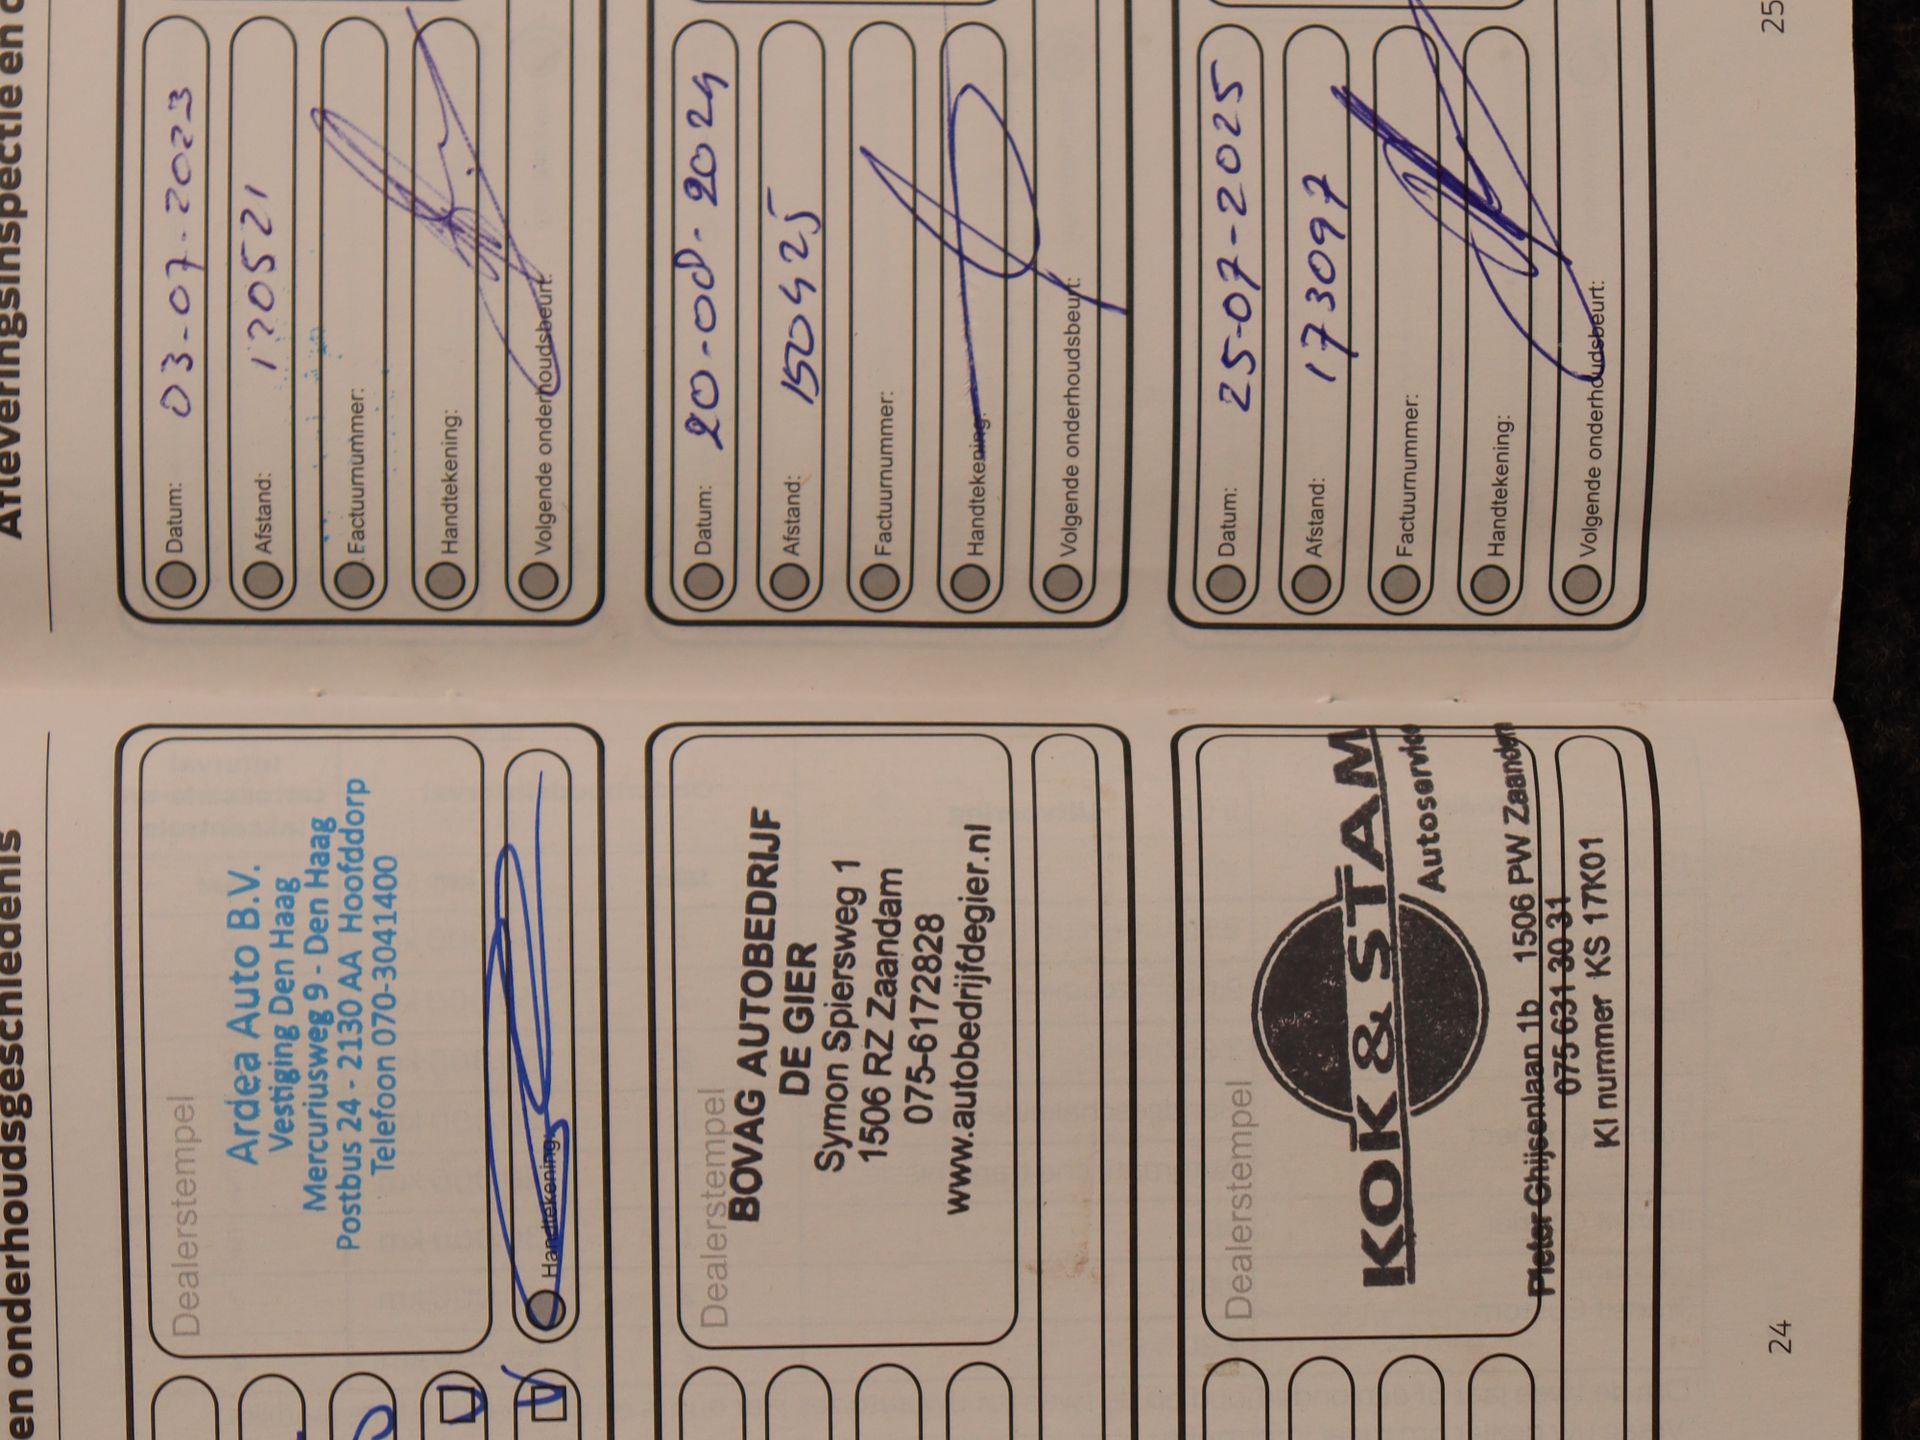 en onderhoudsgeschiedenis
Dealerstempel
Ardea Auto B.V.
Vestiging Den Haag
Mercuriusweg 9 - Den Haag
Postbus 24 - 2130 AA Hoofddorp
Telefoon 070-3041400
Handtekening:
Dealerstempel
BOVAG AUTOBEDRIJF
DE GIER
Symon Spiersweg 1
1506 RZ Zaandam
075-6172828
www.autobedrijfdegier.nl
Dealerstempel
KOK & STAM
Autoservice
Pieter Ghijsenlaan 1b 1506 PW Zaandam
075 631 30 31
KI nummer KS 17K01
24
Afleveringsinspectie en
Datum: 03-07-2023
Afstand: 120521
Factuurnummer:
Handtekening:
Volgende onderhoudsbeurt:
Datum: 20-08-2024
Afstand: 150425
Factuurnummer:
Handtekening:
Volgende onderhoudsbeurt:
Datum: 25-07-2025
Afstand: 173097
Factuurnummer:
Handtekening:
Volgende onderhoudsbeurt:
25